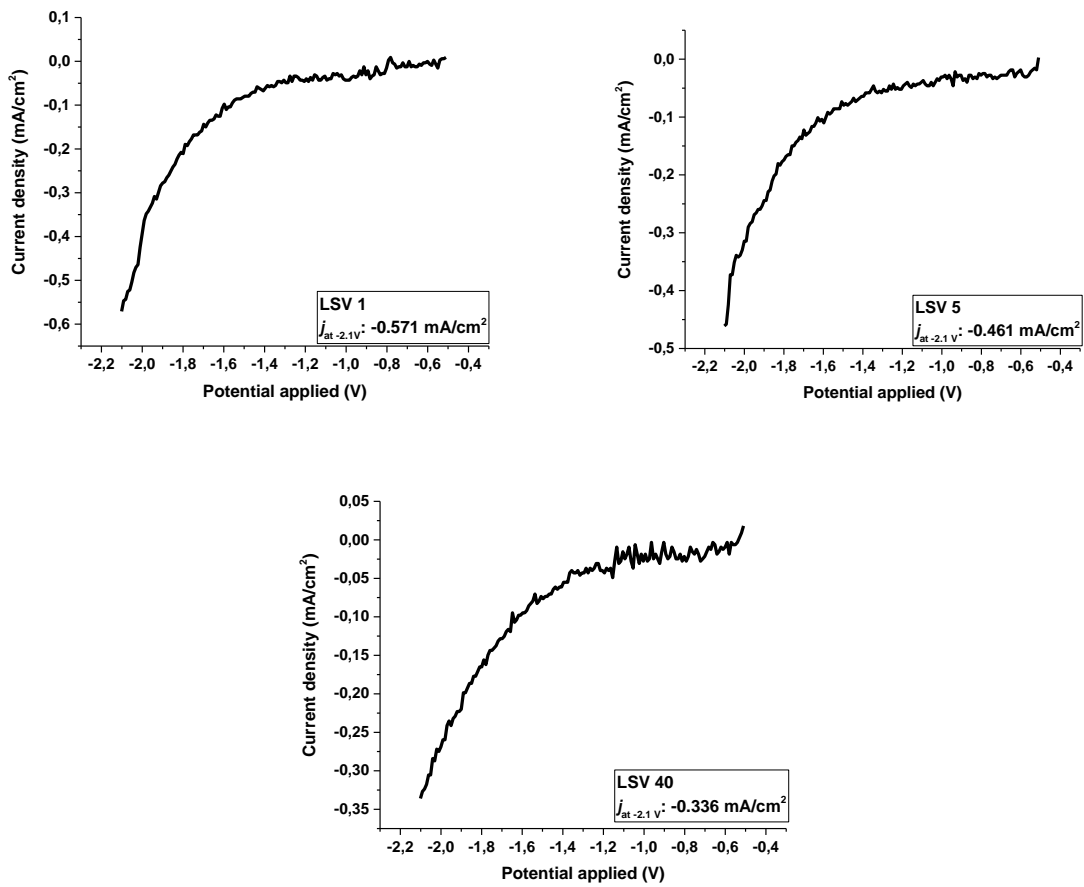 0,1
0,0
-0,1
-0,2
-0,3
-0,4
-0,5
-0,6
Current density (mA/cm²)
LSV 1
j at -2.1V: -0.571 mA/cm²
-2,2 -2,0 -1,8 -1,6 -1,4 -1,2 -1,0 -0,8 -0,6 -0,4
Potential applied (V)
0,0
-0,1
-0,2
-0,3
-0,4
-0,5
Current density (mA/cm²)
LSV 5
j at -2.1 V: -0.461 mA/cm²
-2,2 -2,0 -1,8 -1,6 -1,4 -1,2 -1,0 -0,8 -0,6 -0,4
Potential applied (V)
0,05
0,00
-0,05
-0,10
-0,15
-0,20
-0,25
-0,30
-0,35
Current density (mA/cm²)
LSV 40
j at -2.1 V: -0.336 mA/cm²
-2,2 -2,0 -1,8 -1,6 -1,4 -1,2 -1,0 -0,8 -0,6 -0,4
Potential applied (V)